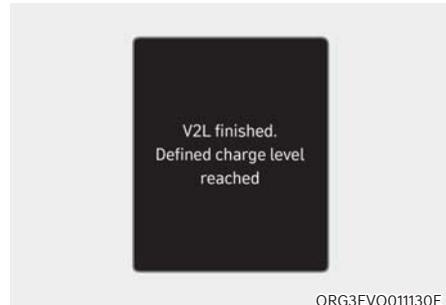 V2L finished.
Defined charge level
reached
ORG3EVQ011130E